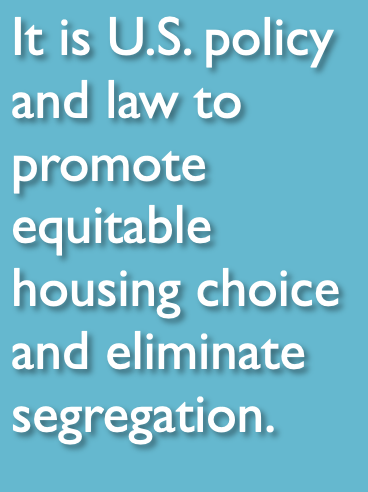 It is U.S. policy
and law to
promote
equitable
housing choice
and eliminate
segregation.